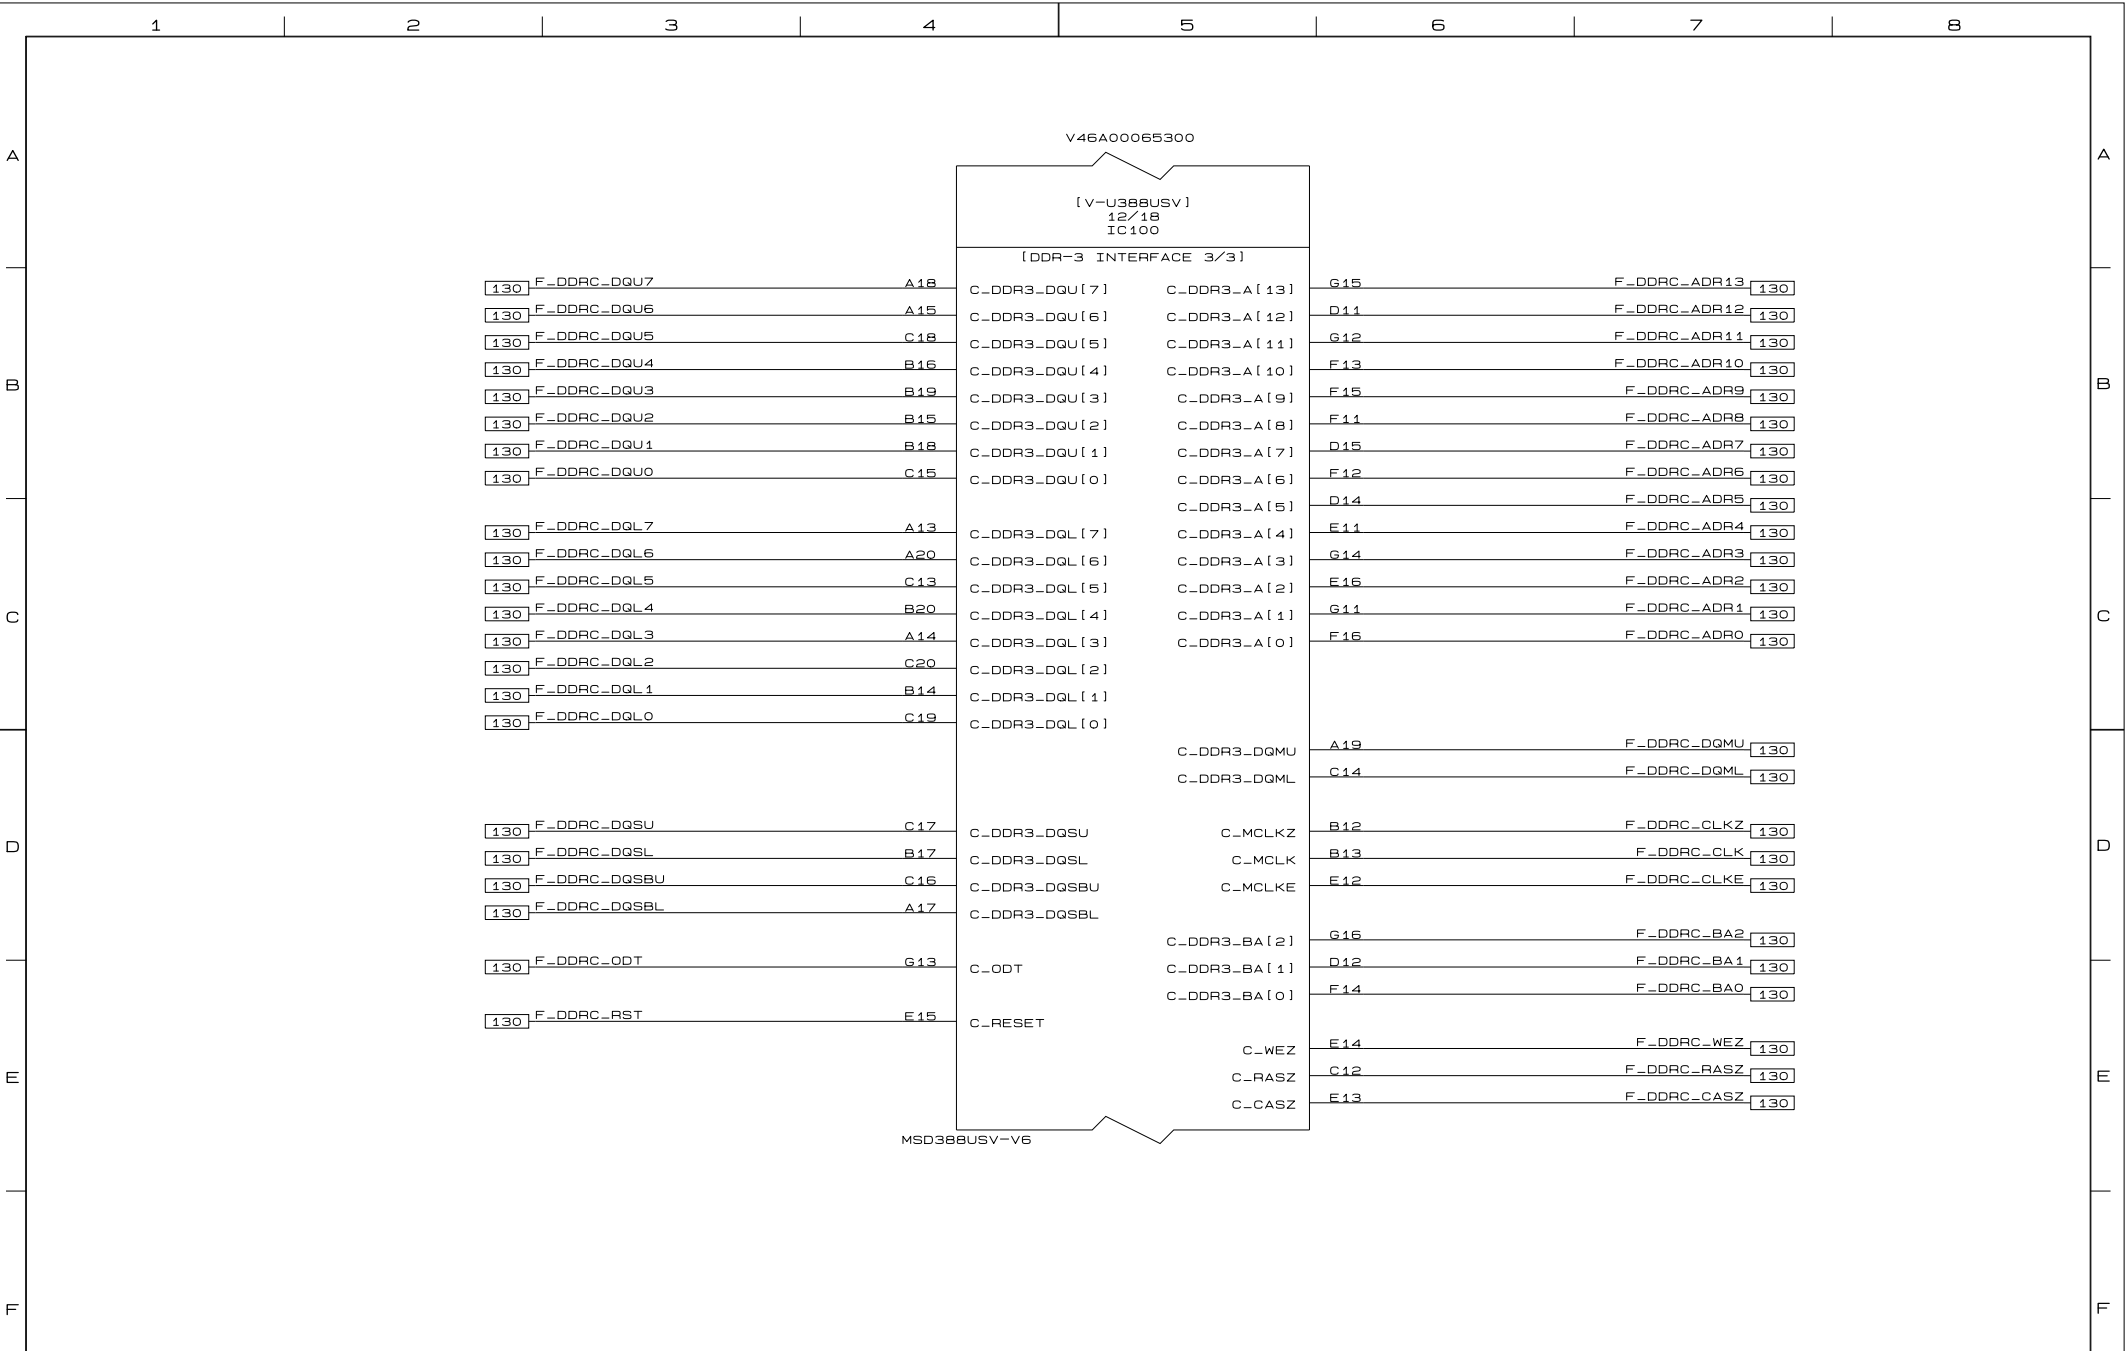 1 2 3 4 5 6 7 8
V46A00065300
A A
[V-U388USV]
12/18
IC100
[DDR-3 INTERFACE 3/3]
130 F_DDRC_DQU7 A18 C_DDR3_DQU[7] C_DDR3_A[13] G15 F_DDRC_ADR13 130
130 F_DDRC_DQU6 A15 C_DDR3_DQU[6] C_DDR3_A[12] D11 F_DDRC_ADR12 130
130 F_DDRC_DQU5 C18 C_DDR3_DQU[5] C_DDR3_A[11] G12 F_DDRC_ADR11 130
130 F_DDRC_DQU4 B16 C_DDR3_DQU[4] C_DDR3_A[10] F13 F_DDRC_ADR10 130
B B
130 F_DDRC_DQU3 B19 C_DDR3_DQU[3] C_DDR3_A[9] F15 F_DDRC_ADR9 130
130 F_DDRC_DQU2 B15 C_DDR3_DQU[2] C_DDR3_A[8] F11 F_DDRC_ADR8 130
130 F_DDRC_DQU1 B18 C_DDR3_DQU[1] C_DDR3_A[7] D15 F_DDRC_ADR7 130
130 F_DDRC_DQU0 C15 C_DDR3_DQU[0] C_DDR3_A[6] F12 F_DDRC_ADR6 130
C_DDR3_A[5] D14 F_DDRC_ADR5 130
130 F_DDRC_DQL7 A13 C_DDR3_DQL[7] C_DDR3_A[4] E11 F_DDRC_ADR4 130
130 F_DDRC_DQL6 A20 C_DDR3_DQL[6] C_DDR3_A[3] G14 F_DDRC_ADR3 130
130 F_DDRC_DQL5 C13 C_DDR3_DQL[5] C_DDR3_A[2] E16 F_DDRC_ADR2 130
130 F_DDRC_DQL4 B20 C_DDR3_DQL[4] C_DDR3_A[1] G11 F_DDRC_ADR1 130
C C
130 F_DDRC_DQL3 A14 C_DDR3_DQL[3] C_DDR3_A[0] F16 F_DDRC_ADR0 130
130 F_DDRC_DQL2 C20 C_DDR3_DQL[2]
130 F_DDRC_DQL1 B14 C_DDR3_DQL[1]
130 F_DDRC_DQL0 C19 C_DDR3_DQL[0]
C_DDR3_DQMU A19 F_DDRC_DQMU 130
C_DDR3_DQML C14 F_DDRC_DQML 130
130 F_DDRC_DQSU C17 C_DDR3_DQSU C_MCLKZ B12 F_DDRC_CLKZ 130
D D
130 F_DDRC_DQSL B17 C_DDR3_DQSL C_MCLK B13 F_DDRC_CLK 130
130 F_DDRC_DQSBU C16 C_DDR3_DQSBU C_MCLKE E12 F_DDRC_CLKE 130
130 F_DDRC_DQSBL A17 C_DDR3_DQSBL
C_DDR3_BA[2] G16 F_DDRC_BA2 130
130 F_DDRC_ODT G13 C_ODT C_DDR3_BA[1] D12 F_DDRC_BA1 130
C_DDR3_BA[0] F14 F_DDRC_BA0 130
130 F_DDRC_RST E15 C_RESET
C_WEZ E14 F_DDRC_WEZ 130
E E
C_RASZ C12 F_DDRC_RASZ 130
C_CASZ E13 F_DDRC_CASZ 130
MSD388USV-V6
F F